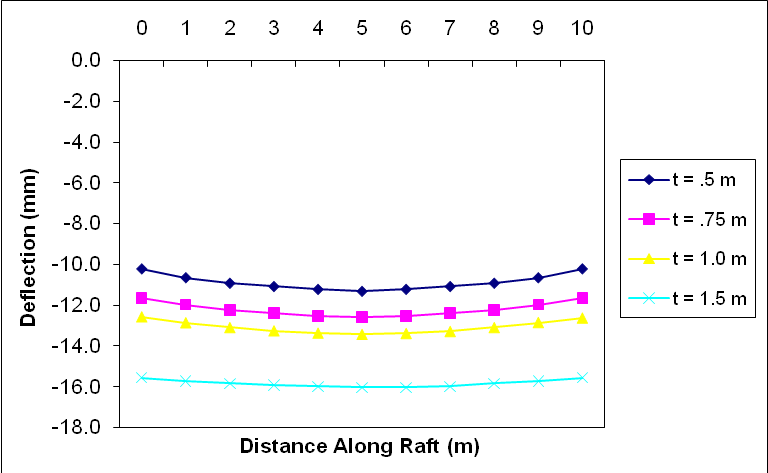 0 1 2 3 4 5 6 7 8 9 10
0.0
-2.0
-4.0
-6.0
-8.0
-10.0
-12.0
-14.0
-16.0
-18.0
Deflection (mm)
Distance Along Raft (m)
t = .5 m
t = .75 m
t = 1.0 m
t = 1.5 m